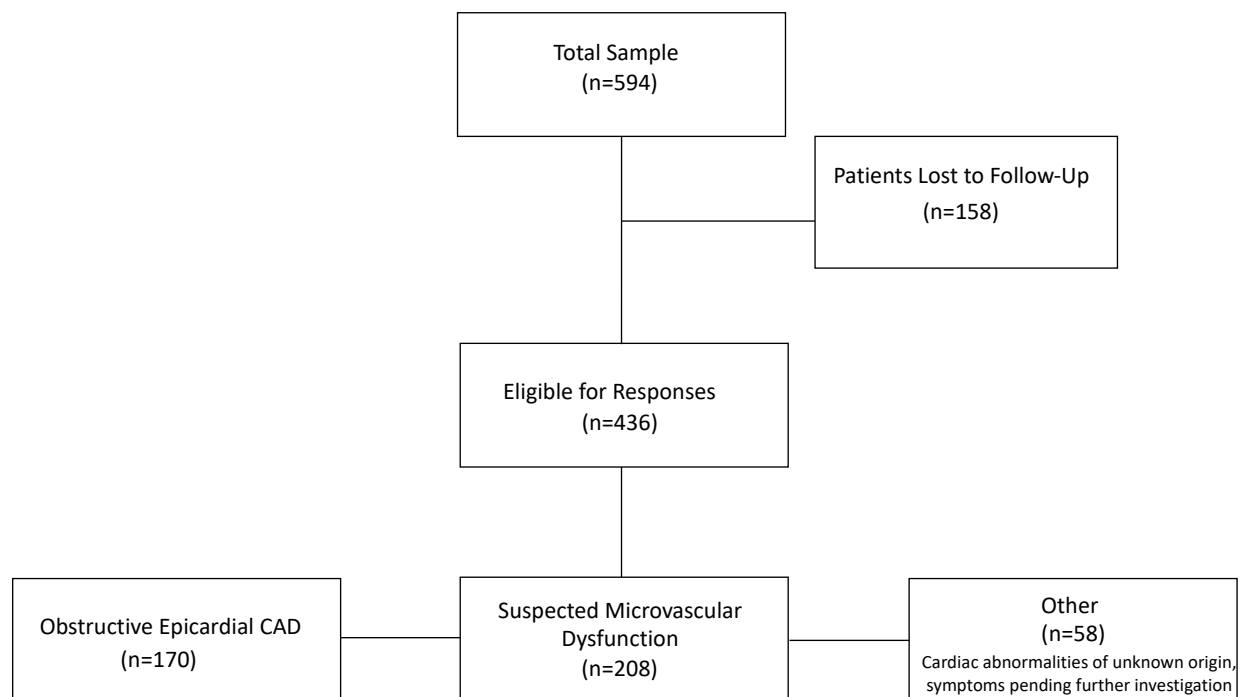 Total Sample
(n=594)
Patients Lost to Follow-Up
(n=158)
Eligible for Responses
(n=436)
Obstructive Epicardial CAD
(n=170)
Suspected Microvascular
Dysfunction
(n=208)
Other
(n=58)
Cardiac abnormalities of unknown origin,
symptoms pending further investigation